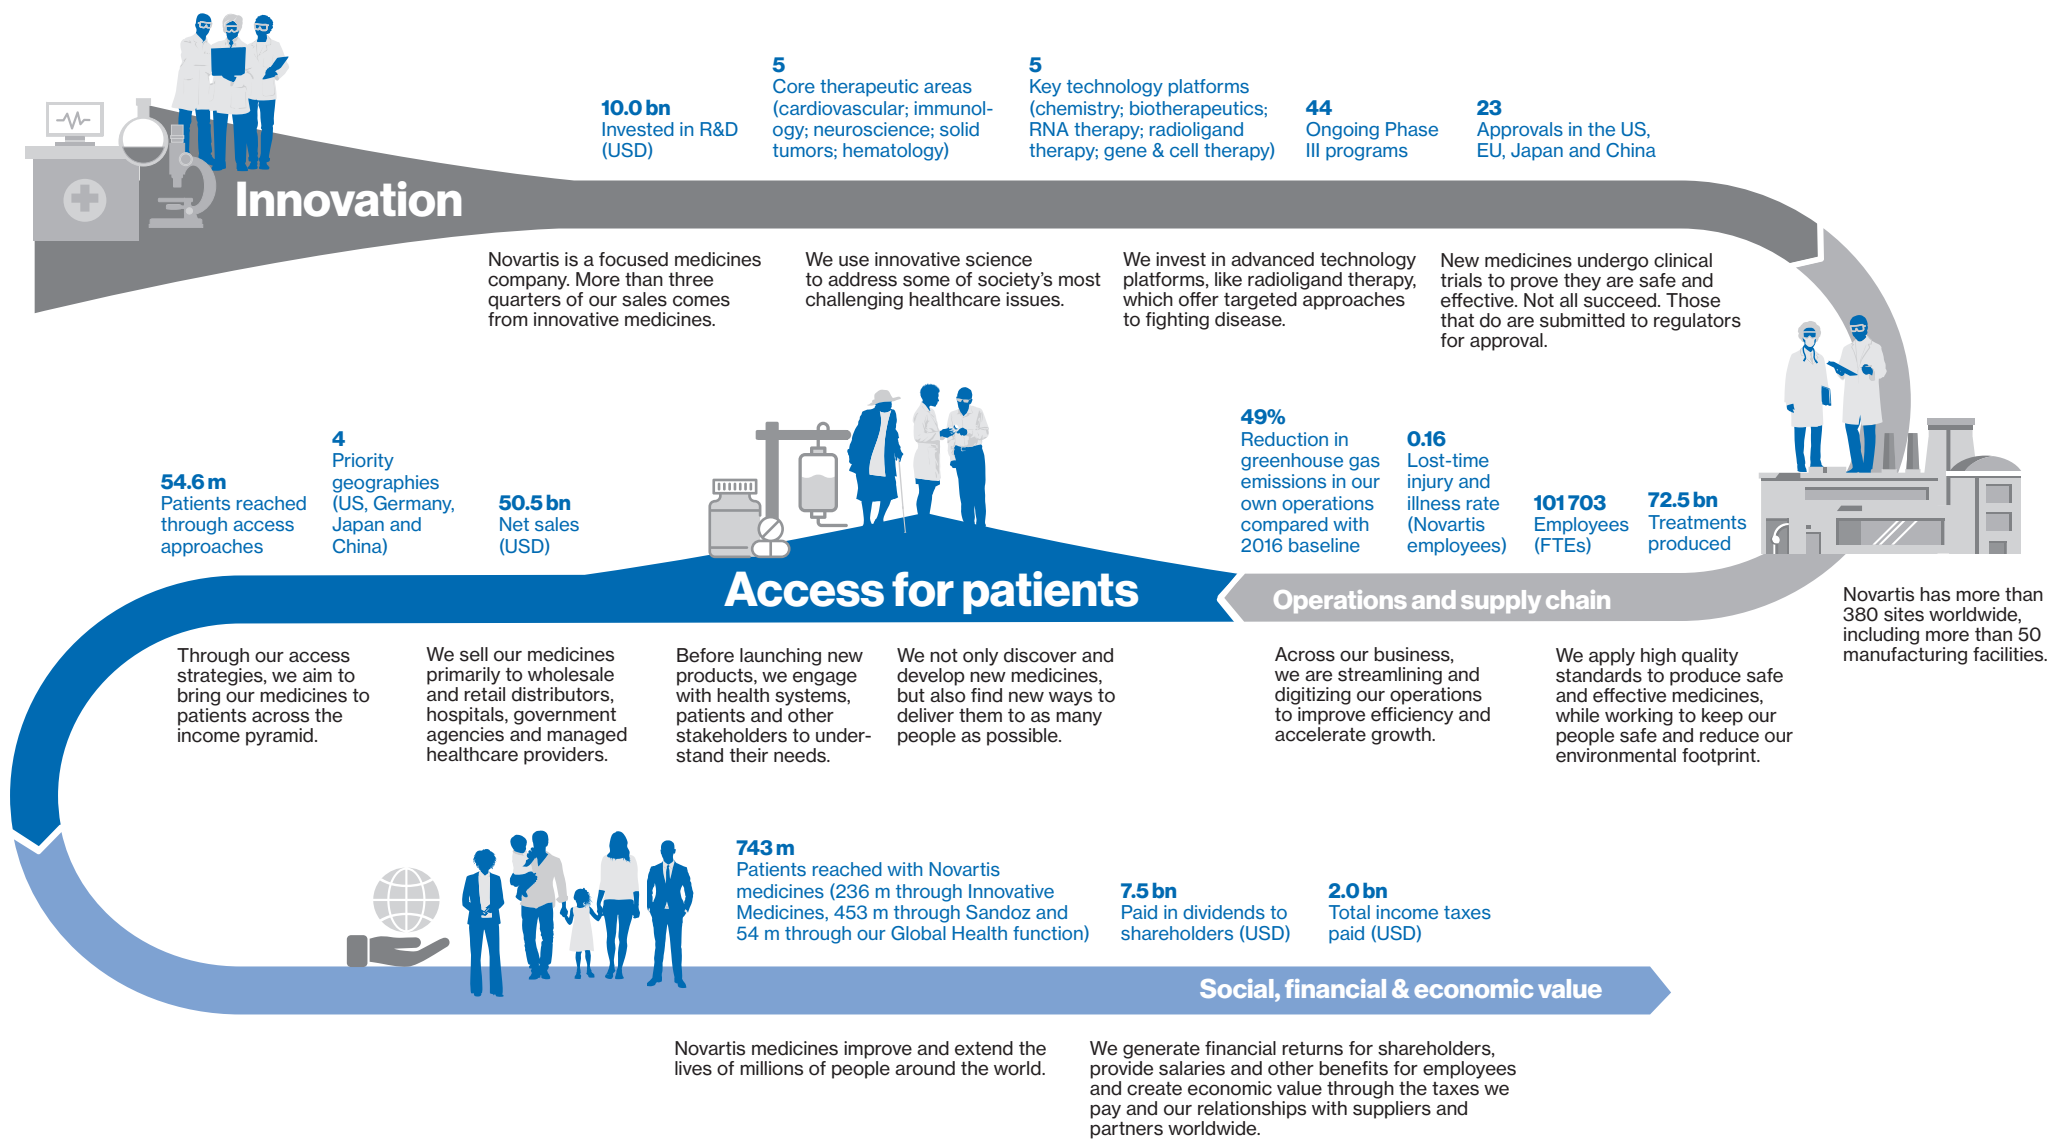 10.0 bn
Invested in R&D
(USD)
5
Core therapeutic areas
(cardiovascular; immunol-
ogy; neuroscience; solid
tumors; hematology)
5
Key technology platforms
(chemistry; biotherapeutics;
RNA therapy; radioligand
therapy; gene & cell therapy)
44
Ongoing Phase
III programs
23
Approvals in the US,
EU, Japan and China
Innovation
Novartis is a focused medicines
company. More than three
quarters of our sales comes
from innovative medicines.
We use innovative science
to address some of society's most
challenging healthcare issues.
We invest in advanced technology
platforms, like radioligand therapy,
which offer targeted approaches
to fighting disease.
New medicines undergo clinical
trials to prove they are safe and
effective. Not all succeed. Those
that do are submitted to regulators
for approval.
54.6 m
Patients reached
through access
approaches
4
Priority
geographies
(US, Germany,
Japan and
China)
50.5 bn
Net sales
(USD)
49%
Reduction in
greenhouse gas
emissions in our
own operations
compared with
2016 baseline
0.16
Lost-time
injury and
illness rate
(Novartis
employees)
101 703
Employees
(FTEs)
72.5 bn
Treatments
produced
Access for patients
Operations and supply chain
Novartis has more than
380 sites worldwide,
including more than 50
manufacturing facilities.
Through our access
strategies, we aim to
bring our medicines to
patients across the
income pyramid.
We sell our medicines
primarily to wholesale
and retail distributors,
hospitals, government
agencies and managed
healthcare providers.
Before launching new
products, we engage
with health systems,
patients and other
stakeholders to under-
stand their needs.
We not only discover and
develop new medicines,
but also find new ways to
deliver them to as many
people as possible.
Across our business,
we are streamlining and
digitizing our operations
to improve efficiency and
accelerate growth.
We apply high quality
standards to produce safe
and effective medicines,
while working to keep our
people safe and reduce our
environmental footprint.
743 m
Patients reached with Novartis
medicines (236 m through Innovative
Medicines, 453 m through Sandoz and
54 m through our Global Health function)
7.5 bn
Paid in dividends to
shareholders (USD)
2.0 bn
Total income taxes
paid (USD)
Social, financial & economic value
Novartis medicines improve and extend the
lives of millions of people around the world.
We generate financial returns for shareholders,
provide salaries and other benefits for employees
and create economic value through the taxes we
pay and our relationships with suppliers and
partners worldwide.